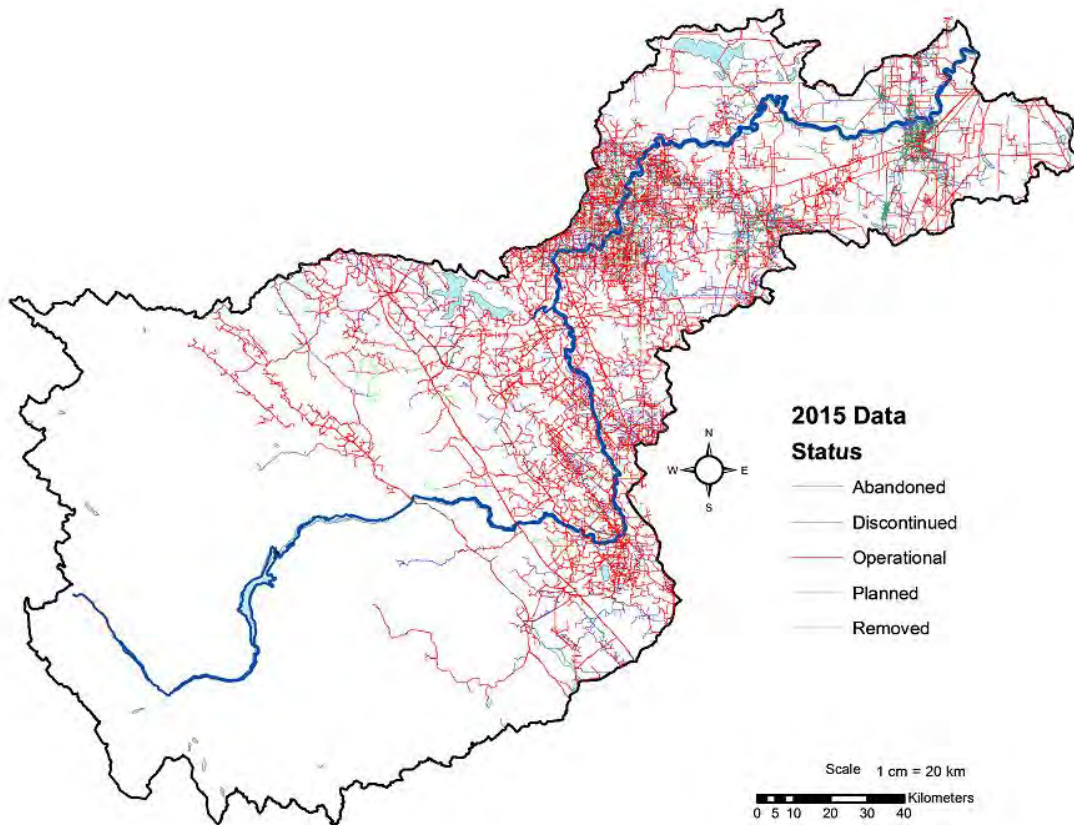 2015 Data
Status
N
W E
S
Abandoned
Discontinued
Operational
Planned
Removed
Scale 1 cm = 20 km
Kilometers
0 5 10 20 30 40